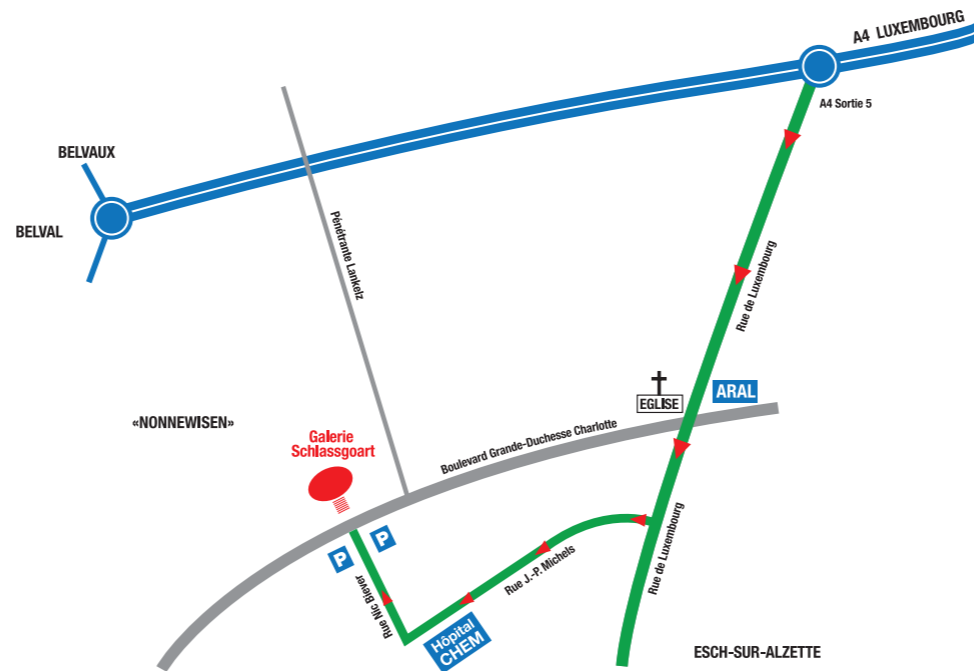 A4 LUXEMBOURG
A4 Sortie 5
BELVAUX
BELVAL
Pénétrante Lankelz
Rue de Luxembourg
ARAL
EGLISE
«NONNEWISEN»
Galerie
Schlassgoart
Boulevard Grande-Duchesse Charlotte
P
P
Rue Nic Biever
Rue J.-P. Michels
Rue de Luxembourg
Hôpital
CHEM
ESCH-SUR-ALZETTE